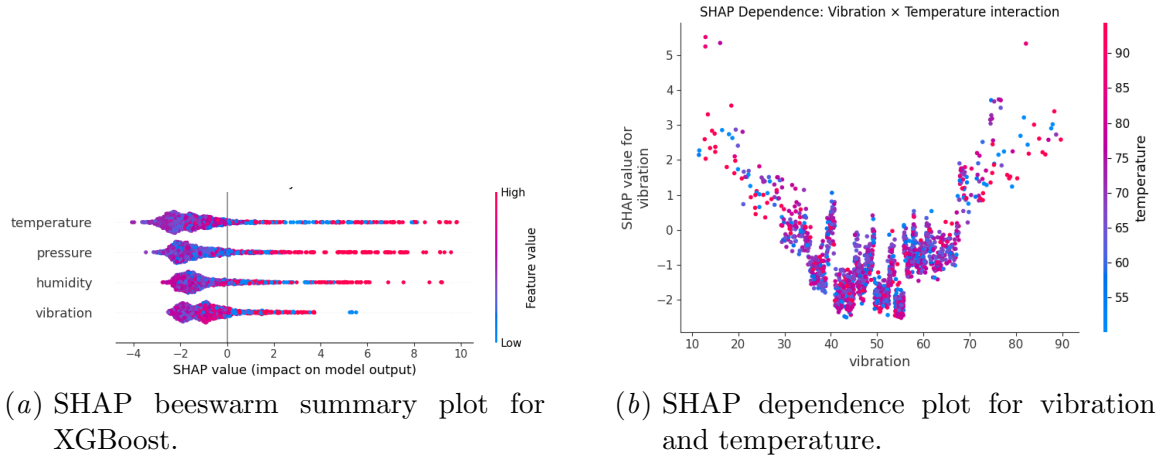 SHAP Dependence: Vibration × Temperature interaction
High
temperature
pressure
humidity
vibration
Feature value
Low
−4 −2 0 2 4 6 8 10
SHAP value (impact on model output)
5
4
3
2
1
0
−1
−2
SHAP value for
vibration
10 20 30 40 50 60 70 80 90
vibration
90
85
80
75
70
65
60
55
temperature
(a) SHAP beeswarm summary plot for
XGBoost.
(b) SHAP dependence plot for vibration
and temperature.